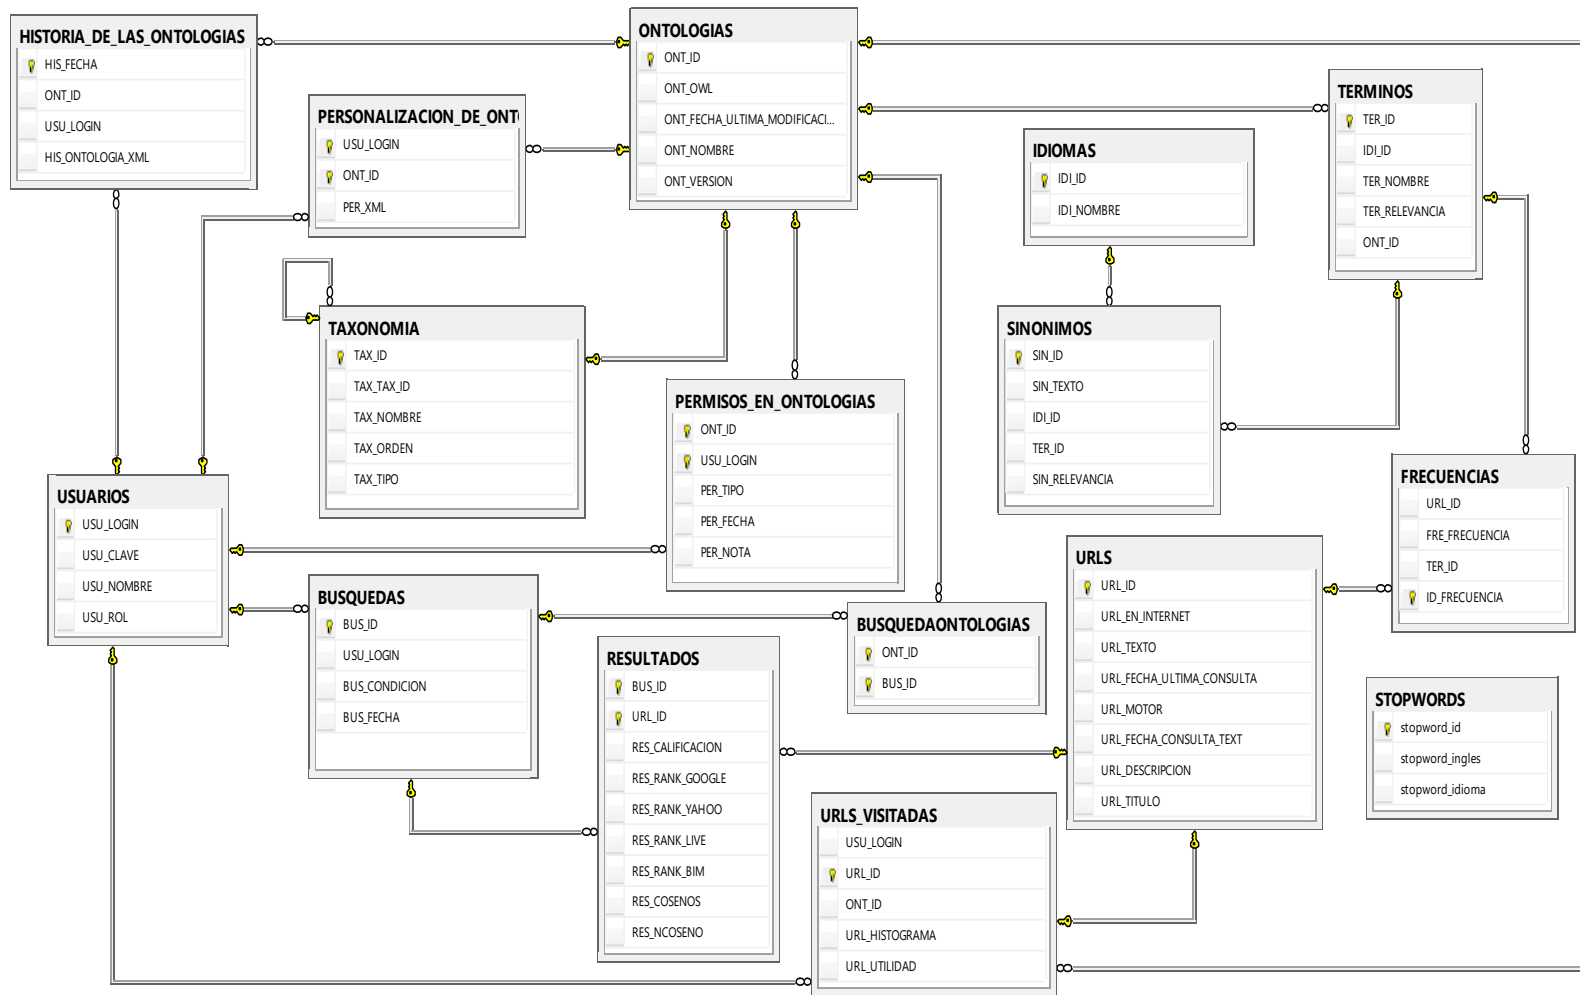 HISTORIA_DE_LAS_ONTOLOGIAS
HIS_FECHA
ONT_ID
USU_LOGIN
HIS_ONTOLOGIA_XML
PERSONALIZACION_DE_ONT
USU_LOGIN
ONT_ID
PER_XML
ONTOLOGIAS
ONT_ID
ONT_OWL
ONT_FECHA_ULTIMA_MODIFICACI...
ONT_NOMBRE
ONT_VERSION
IDIOMAS
IDI_ID
IDI_NOMBRE
TERMINOS
TER_ID
IDI_ID
TER_NOMBRE
TER_RELEVANCIA
ONT_ID
TAXONOMIA
TAX_ID
TAX_TAX_ID
TAX_NOMBRE
TAX_ORDEN
TAX_TIPO
PERMISOS_EN_ONTOLOGIAS
ONT_ID
USU_LOGIN
PER_TIPO
PER_FECHA
PER_NOTA
SINONIMOS
SIN_ID
SIN_TEXTO
IDI_ID
TER_ID
SIN_RELEVANCIA
FRECUENCIAS
URL_ID
FRE_FRECUENCIA
TER_ID
ID_FRECUENCIA
USUARIOS
USU_LOGIN
USU_CLAVE
USU_NOMBRE
USU_ROL
BUSQUEDAS
BUS_ID
USU_LOGIN
BUS_CONDICION
BUS_FECHA
RESULTADOS
BUS_ID
URL_ID
RES_CALIFICACION
RES_RANK_GOOGLE
RES_RANK_YAHOO
RES_RANK_LIVE
RES_RANK_BIM
RES_COSENOS
RES_NCOSENO
BUSQUEDAONTOLOGIAS
ONT_ID
BUS_ID
URLS
URL_ID
URL_EN_INTERNET
URL_TEXTO
URL_FECHA_ULTIMA_CONSULTA
URL_MOTOR
URL_FECHA_CONSULTA_TEXT
URL_DESCRIPCION
URL_TITULO
STOPWORDS
stopword_id
stopword_ingles
stopword_idioma
URLS_VISITADAS
USU_LOGIN
URL_ID
ONT_ID
URL_HISTOGRAMA
URL_UTILIDAD